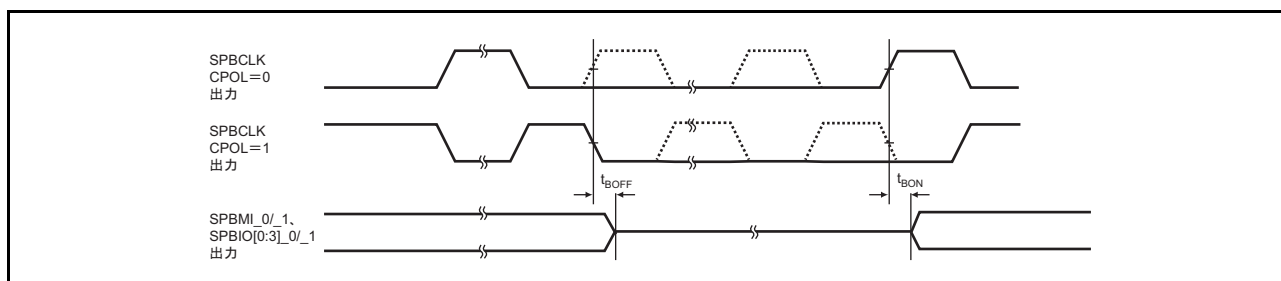 SPBCLK
CPOL=0
出力
SPBCLK
CPOL=1
出力
tBOFF
tBON
SPBMI_0/_1、
SPBIO[0:3]_0/_1
出力